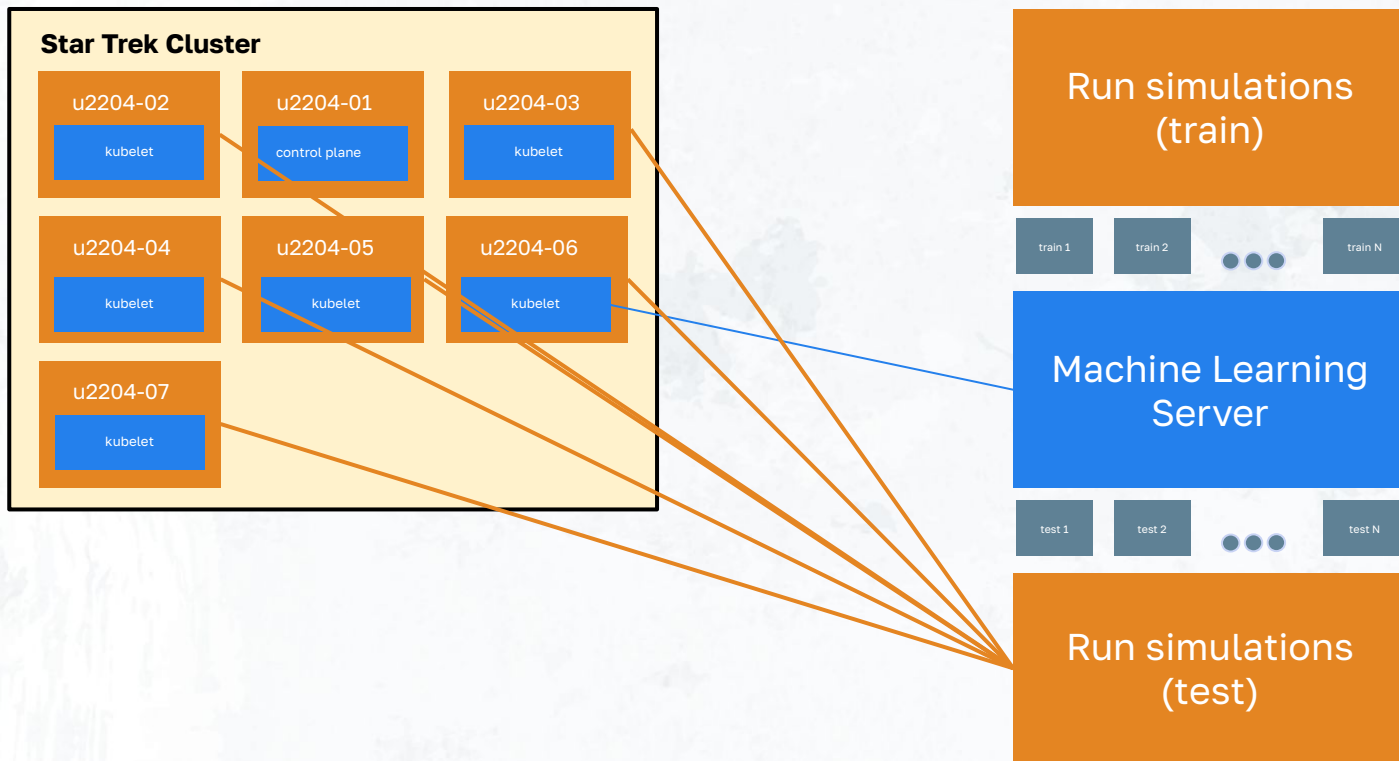 Star Trek Cluster
u2204-02
kubelet
u2204-01
control plane
u2204-03
kubelet
u2204-04
kubelet
u2204-05
kubelet
u2204-06
kubelet
u2204-07
kubelet
Run simulations
(train)
train 1
train 2
train N
Machine Learning
Server
test 1
test 2
test N
Run simulations
(test)